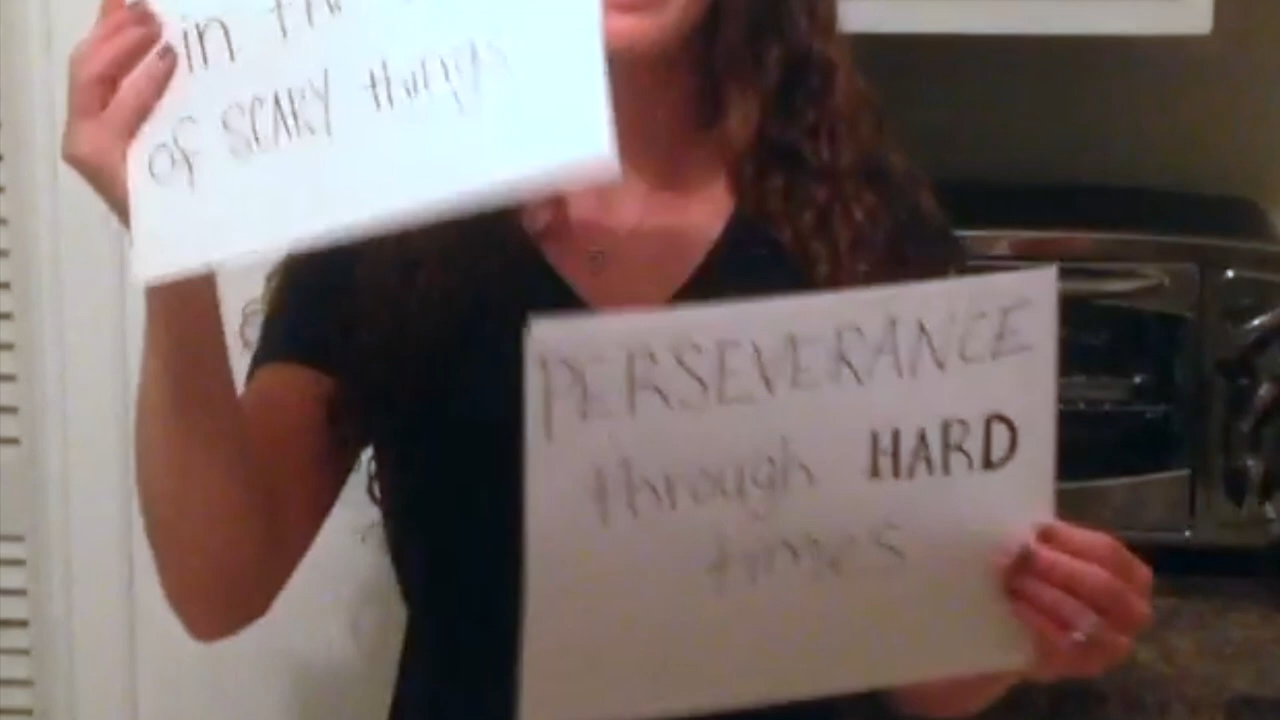 in
of SCARY things
PERSEVERANCE
through HARD
times